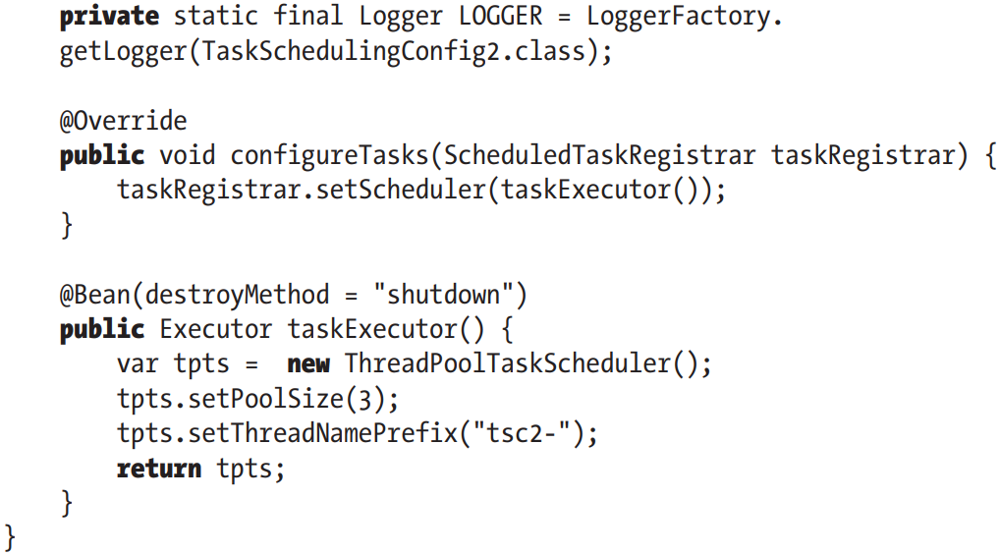 private static final Logger LOGGER = LoggerFactory.
    getLogger(TaskSchedulingConfig2.class);

    @Override
    public void configureTasks(ScheduledTaskRegistrar taskRegistrar) {
        taskRegistrar.setScheduler(taskExecutor());
    }

    @Bean(destroyMethod = "shutdown")
    public Executor taskExecutor() {
        var tpts =  new ThreadPoolTaskScheduler();
        tpts.setPoolSize(3);
        tpts.setThreadNamePrefix("tsc2-");
        return tpts;
    }
}